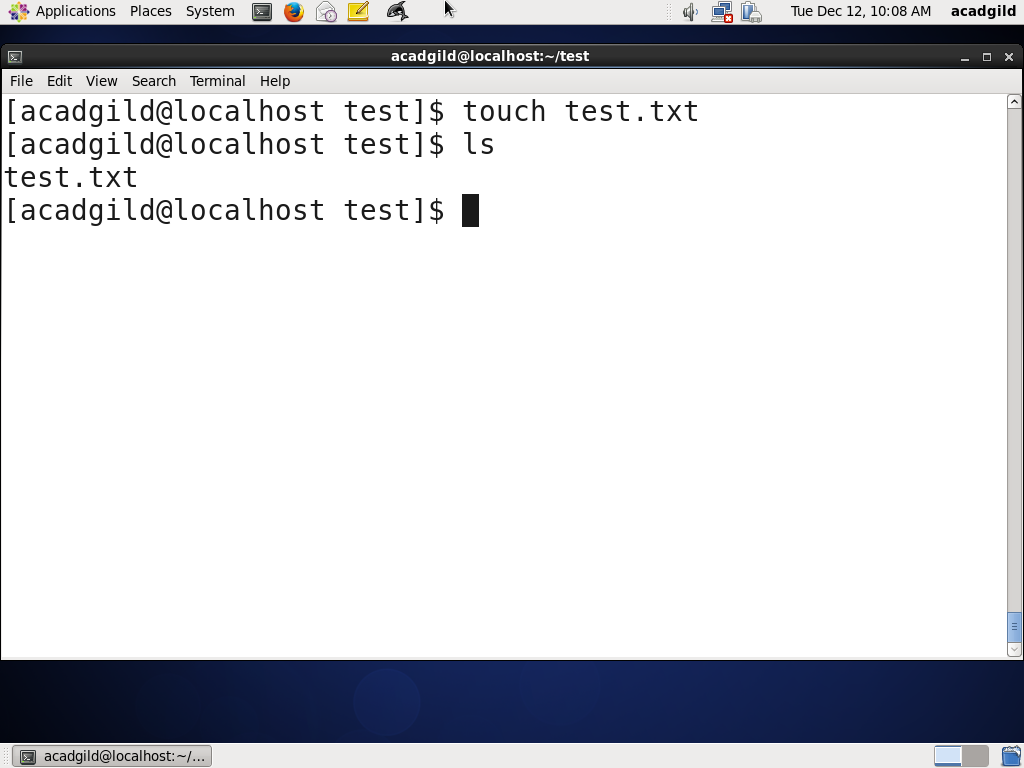 Applications Places System Tue Dec 12, 10:08 AM acadgild
acadgild@localhost:~/test
File Edit View Search Terminal Help
[acadgild@localhost test]$ touch test.txt
[acadgild@localhost test]$ ls
test.txt
[acadgild@localhost test]$
acadgild@localhost:~/...